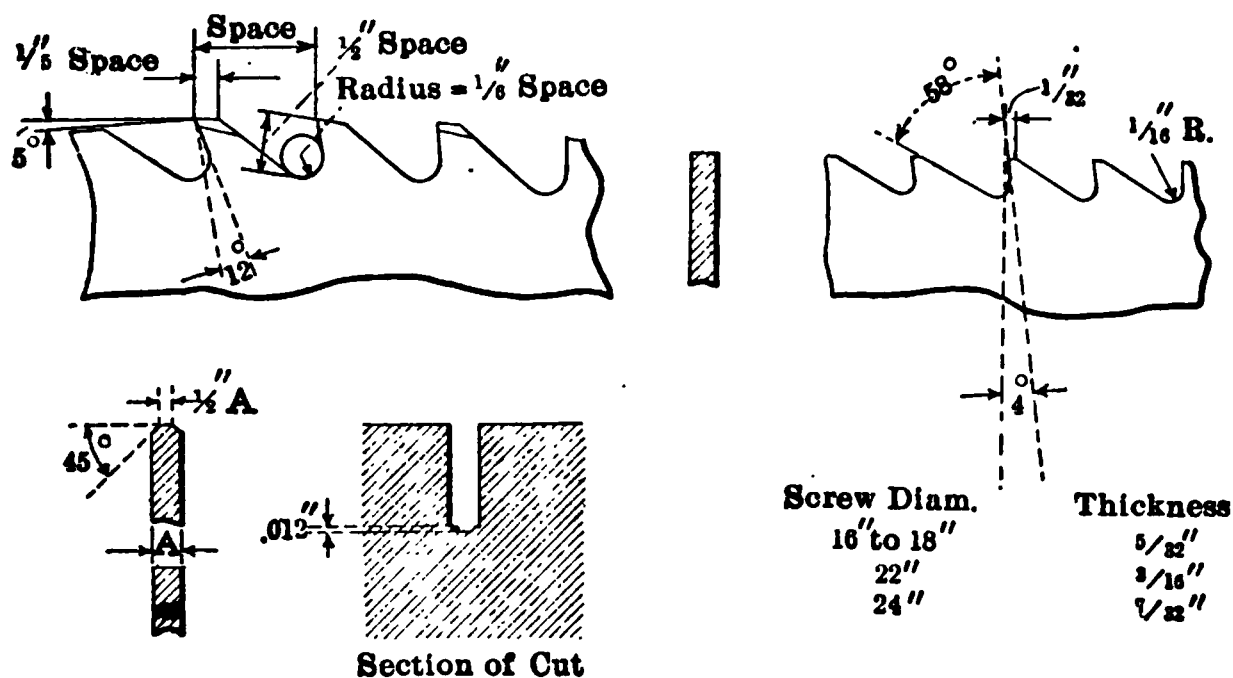 Space
1/5" Space
1/2" Space
Radius = 1/6" Space
5°
12°
58°
1/32"
1/16" R.
4°
1/2" A
45°
A
.012"
Section of Cut
Screw Diam. Thickness
16" to 18" 5/32"
22" 3/16"
24" 7/32"